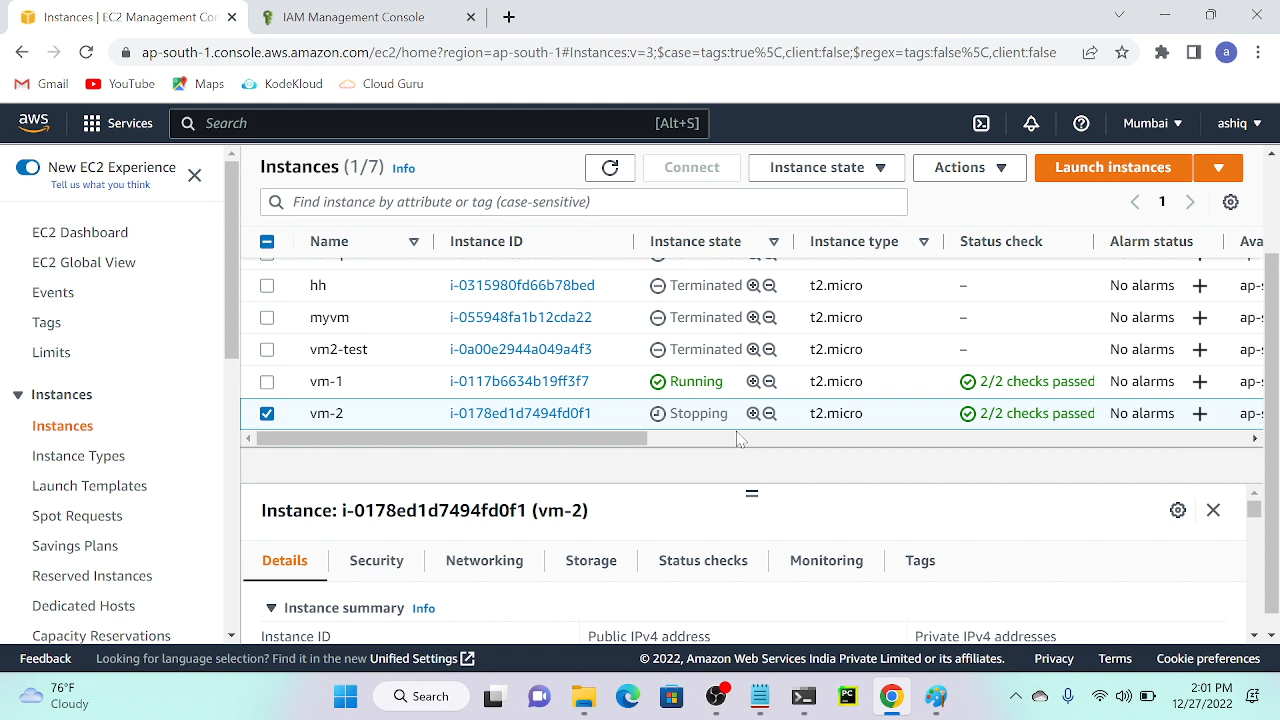 Instances | EC2 Management Con
IAM Management Console
ap-south-1.console.aws.amazon.com/ec2/home?region=ap-south-1#Instances:v=3;$case=tags:true%5C,client:false;$regex=tags:false%5C,client:false
a
Gmail
YouTube
Maps
KodeKloud
Cloud Guru
aws
Services
Search
[Alt+S]
Mumbai
ashiq
New EC2 Experience
Tell us what you think
EC2 Dashboard
EC2 Global View
Events
Tags
Limits
Instances
Instances
Instance Types
Launch Templates
Spot Requests
Savings Plans
Reserved Instances
Dedicated Hosts
Capacity Reservations
Instances (1/7) Info
Connect
Instance state
Actions
Launch instances
Find instance by attribute or tag (case-sensitive)
1
Name Instance ID Instance state Instance type Status check Alarm status Ava
hh i-0315980fd66b78bed Terminated t2.micro – No alarms + ap-s
myvm i-055948fa1b12cda22 Terminated t2.micro – No alarms + ap-s
vm2-test i-0a00e2944a049a4f3 Terminated t2.micro – No alarms + ap-s
vm-1 i-0117b6634b19ff3f7 Running t2.micro 2/2 checks passed No alarms + ap-s
vm-2 i-0178ed1d7494fd0f1 Stopping t2.micro 2/2 checks passed No alarms + ap-s
Instance: i-0178ed1d7494fd0f1 (vm-2)
Details
Security
Networking
Storage
Status checks
Monitoring
Tags
Instance summary Info
Instance ID
Public IPv4 address
Private IPv4 addresses
Feedback
Looking for language selection? Find it in the new Unified Settings
© 2022, Amazon Web Services India Private Limited or its affiliates.
Privacy
Terms
Cookie preferences
76°F
Cloudy
Search
PC
2:01 PM
12/27/2022